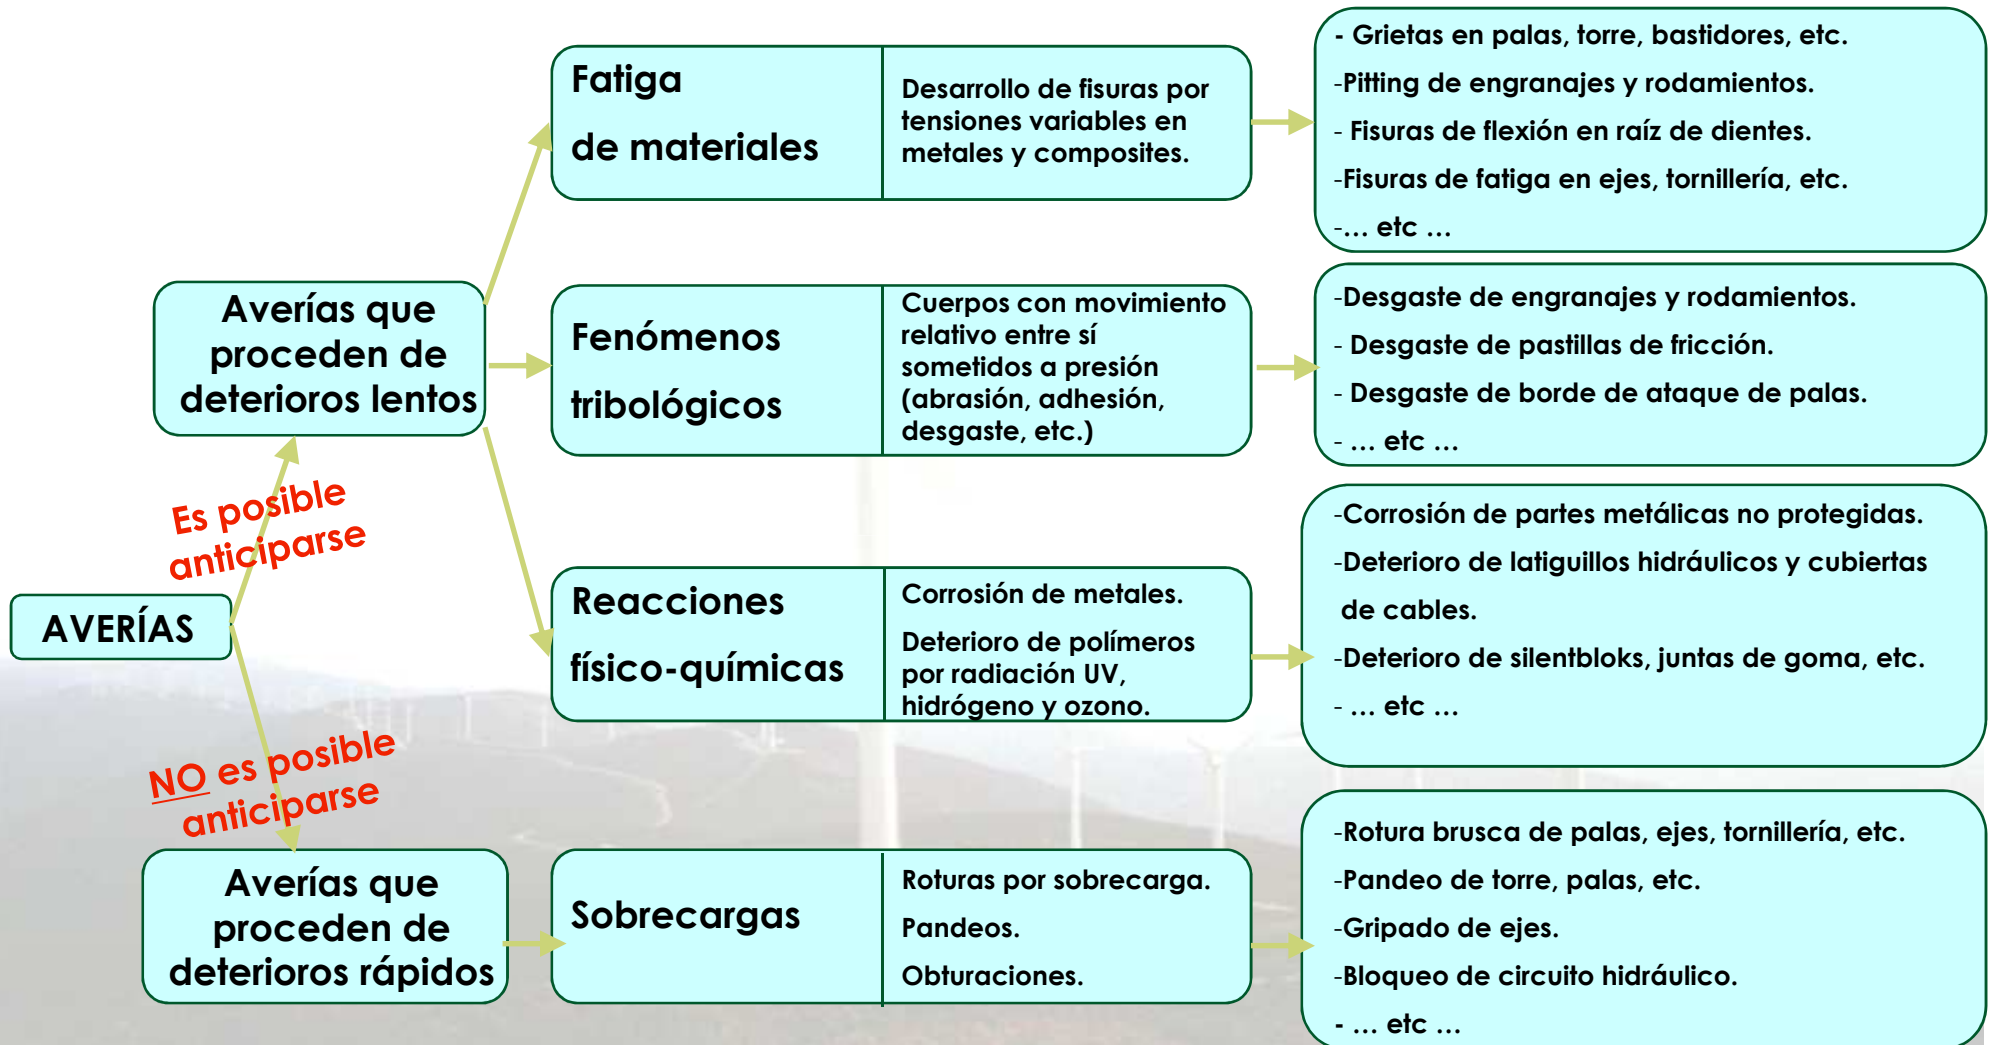 AVERÍAS
Es posible
anticiparse
NO es posible
anticiparse
Averías que
proceden de
deterioros lentos
Fatiga
de materiales
Desarrollo de fisuras por
tensiones variables en
metales y composites.
- Grietas en palas, torre, bastidores, etc.
-Pitting de engranajes y rodamientos.
- Fisuras de flexión en raíz de dientes.
-Fisuras de fatiga en ejes, tornillería, etc.
-... etc ...
Fenómenos
tribológicos
Cuerpos con movimiento
relativo entre sí
sometidos a presión
(abrasión, adhesión,
desgaste, etc.)
-Desgaste de engranajes y rodamientos.
- Desgaste de pastillas de fricción.
- Desgaste de borde de ataque de palas.
- ... etc ...
Reacciones
físico-químicas
Corrosión de metales.
Deterioro de polímeros
por radiación UV,
hidrógeno y ozono.
-Corrosión de partes metálicas no protegidas.
-Deterioro de latiguillos hidráulicos y cubiertas
de cables.
-Deterioro de silentbloks, juntas de goma, etc.
- ... etc ...
Averías que
proceden de
deterioros rápidos
Sobrecargas
Roturas por sobrecarga.
Pandeos.
Obturaciones.
-Rotura brusca de palas, ejes, tornillería, etc.
-Pandeo de torre, palas, etc.
-Gripado de ejes.
-Bloqueo de circuito hidráulico.
- ... etc ...